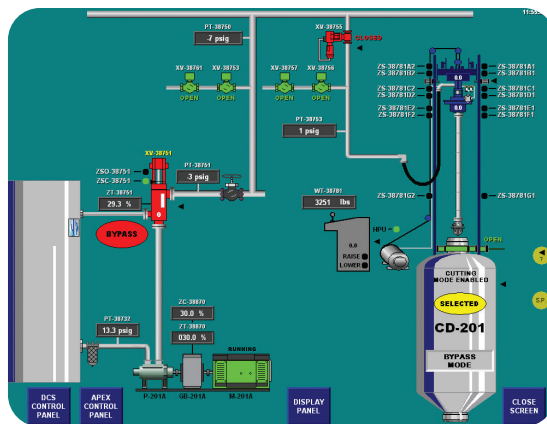 PT-38750
-7 psig
XV-38755
CLOSED
XV-38761
XV-38753
XV-38757
XV-38756
OPEN
OPEN
OPEN
OPEN
ZS-38781A2
ZS-38781B2
ZS-38781A1
ZS-38781B1
0.0
ZS-38781C2
ZS-38781D2
ZS-38781C1
ZS-38781D1
0.0
ZS-38781E2
ZS-38781F2
ZS-38781E1
ZS-38781F1
PT-38753
1 psig
XV-38751
ZSO-38751
ZSC-38751
PT-38751
.3 psig
ZT-38751
29.3 %
WT-38781
3251 lbs
ZS-38781G2
ZS-38781G1
BYPASS
HPU
0.0
RAISE
LOWER
OPEN
?
CUTTING
MODE ENABLED
SELECTED
SP
CD-201
BYPASS
MODE
ZC-38870
30.0 %
ZT-38870
030.0 %
PT-38732
13.3 psig
RUNNING
P-201A
GB-201A
M-201A
DCS
CONTROL
PANEL
APEX
CONTROL
PANEL
DISPLAY
PANEL
CLOSE
SCREEN